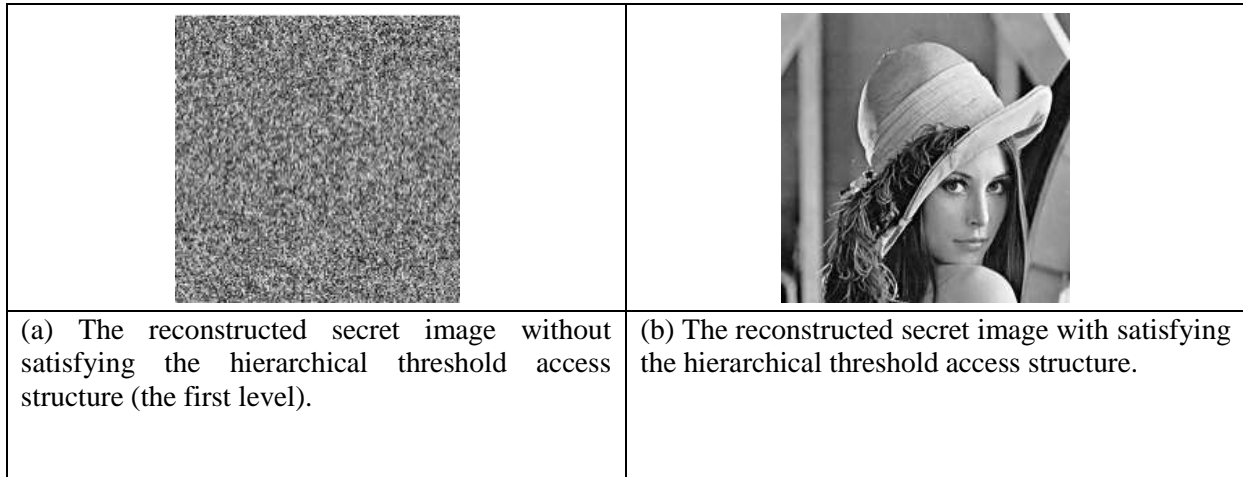 (a) The reconstructed secret image without
satisfying the hierarchical threshold access
structure (the first level).
(b) The reconstructed secret image with satisfying
the hierarchical threshold access structure.